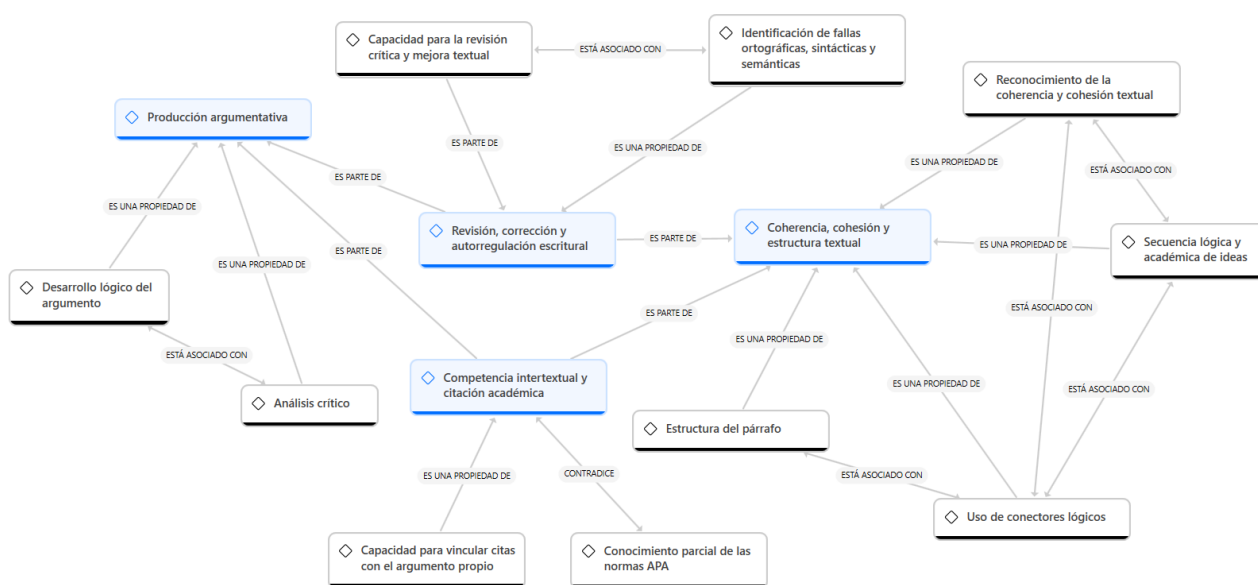 Capacidad para la revisión
crítica y mejora textual
ESTÁ ASOCIADO CON
Identificación de fallas
ortográficas, sintácticas y
semánticas
Reconocimiento de la
coherencia y cohesión textual
Producción argumentativa
ES PARTE DE
ES UNA PROPIEDAD DE
ES UNA PROPIEDAD DE
ESTÁ ASOCIADO CON
ES PARTE DE
ES UNA PROPIEDAD DE
Revisión, corrección y
autorregulación escritural
ES PARTE DE
Coherencia, cohesión y
estructura textual
ES UNA PROPIEDAD DE
Secuencia lógica y
académica de ideas
ES PARTE DE
ES UNA PROPIEDAD DE
Desarrollo lógico del
argumento
ES PARTE DE
ESTÁ ASOCIADO CON
ES UNA PROPIEDAD DE
ESTÁ ASOCIADO CON
Competencia intertextual y
citación académica
ES UNA PROPIEDAD DE
ESTÁ ASOCIADO CON
Análisis crítico
Estructura del párrafo
ES UNA PROPIEDAD DE
CONTRADICE
ESTÁ ASOCIADO CON
Uso de conectores lógicos
Capacidad para vincular citas
con el argumento propio
Conocimiento parcial de las
normas APA